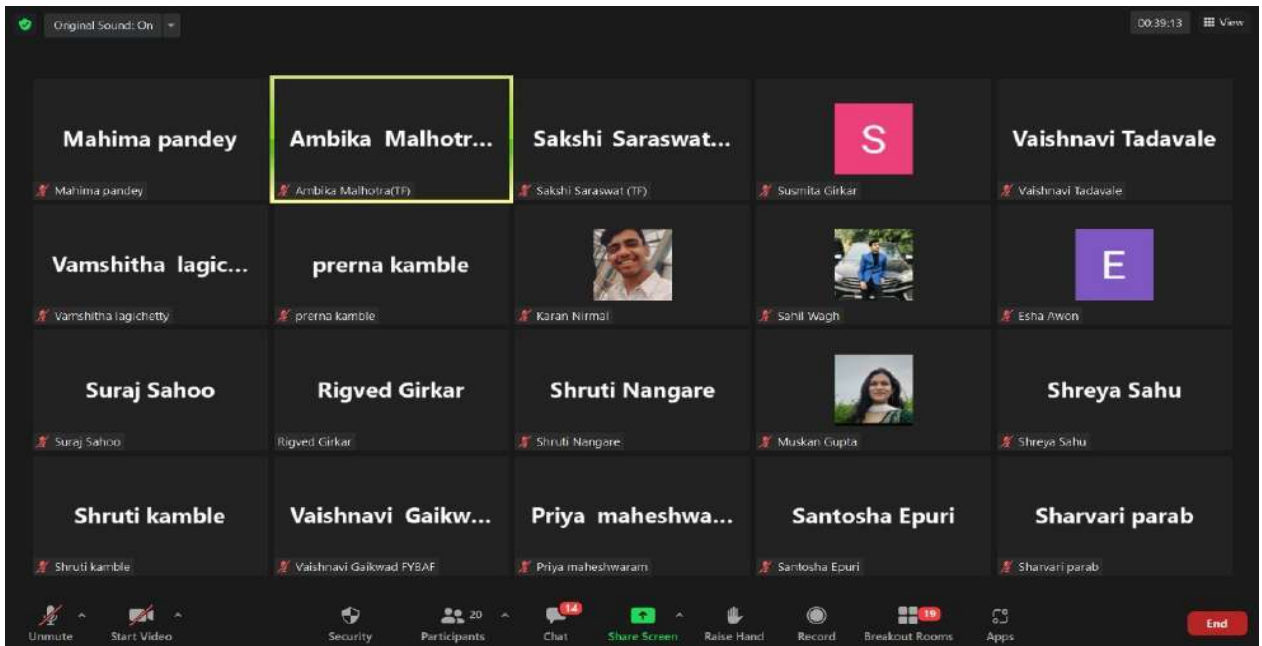 Original Sound: On
00:39:13 View
Mahima pandey
Ambika Malhotr...
Sakshi Saraswat...
S
Vaishnavi Tadavale
Mahima pandey
Ambika Malhotra(TF)
Sakshi Saraswat (TF)
Susmita Girkar
Vaishnavi Tadavale
Vamshitha lagic...
prerna kamble
E
Vamshitha lagichetty
prerna kamble
Karan Nirmal
Sahil Wagh
Esha Awon
Suraj Sahoo
Rigved Girkar
Shruti Nangare
Shreya Sahu
Suraj Sahoo
Rigved Girkar
Shruti Nangare
Muskan Gupta
Shreya Sahu
Shruti kamble
Vaishnavi Gaikw...
Priya maheshwa...
Santosha Epuri
Sharvari parab
Shruti kamble
Vaishnavi Gaikwad FYBAF
Priya maheshwaram
Santosha Epuri
Sharvari parab
20
14
19
Unmute
Start Video
Security
Participants
Chat
Share Screen
Raise Hand
Record
Breakout Rooms
Apps
End